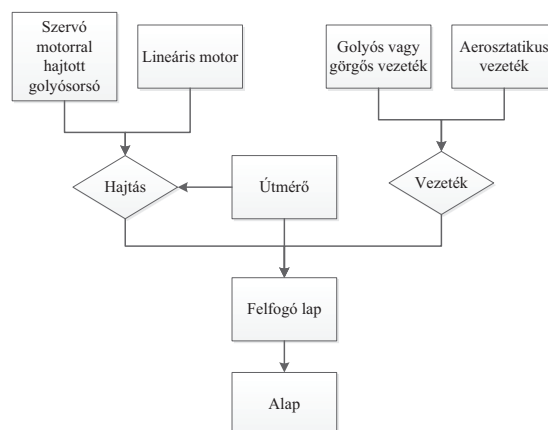 Szervó
motorral
hajtott
golyósorsó
Lineáris motor
Golyós vagy
görgős vezeték
Aerosztatikus
vezeték
Hajtás
Útmérő
Vezeték
Felfogó lap
Alap